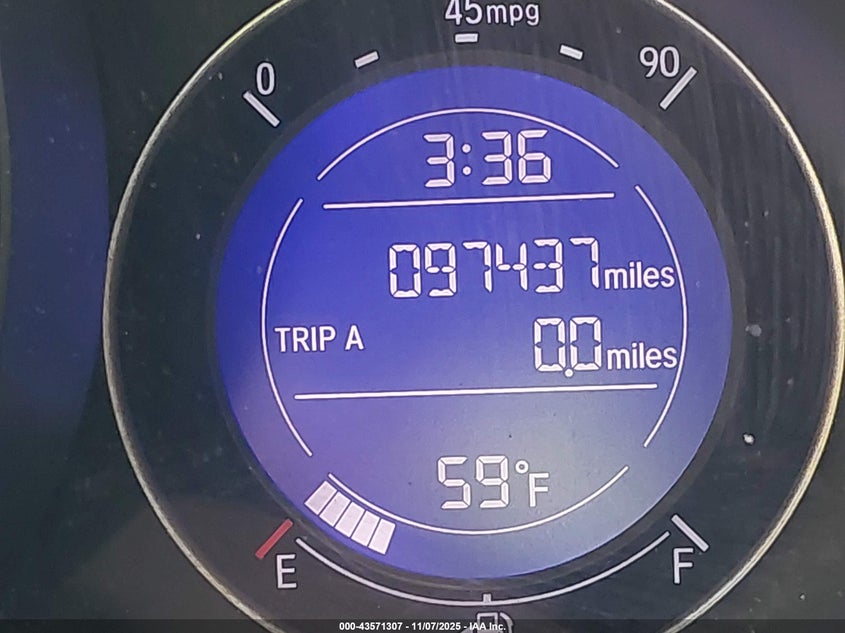 45mpg
0
90
3:36
097437miles
TRIP A
0.0miles
59°F
E
F
000-43571307 - 11/07/2025 - IAA Inc.